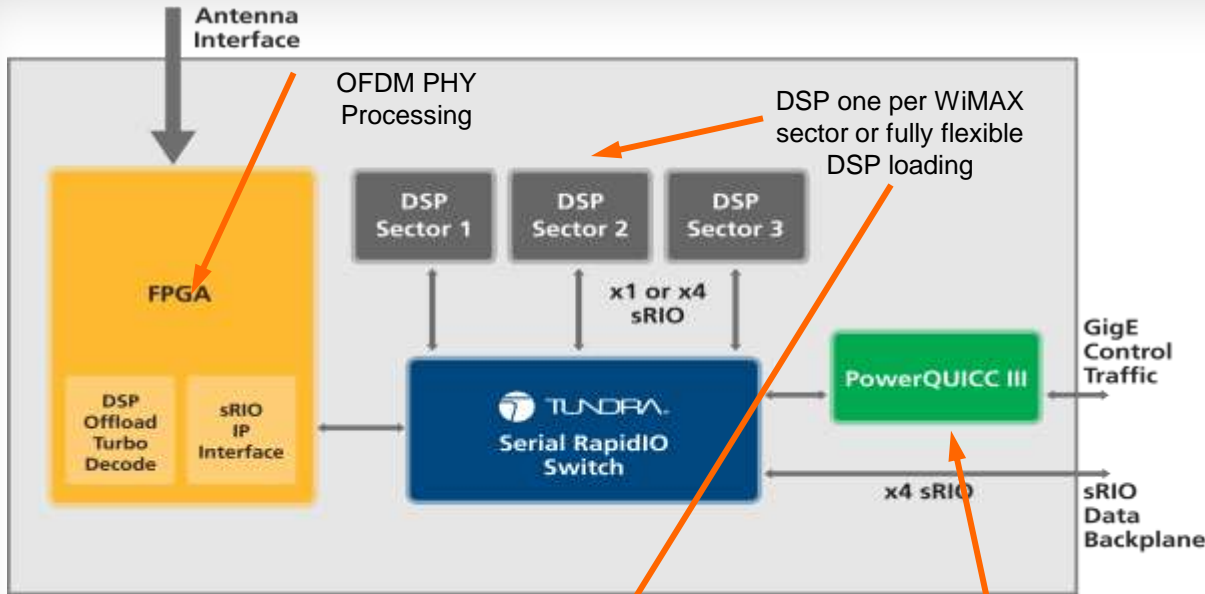 Antenna
Interface
OFDM PHY
Processing
DSP one per WiMAX
sector or fully flexible
DSP loading
DSP
Sector 1
DSP
Sector 2
DSP
Sector 3
FPGA
x1 or x4
sRIO
DSP
Offload
Turbo
Decode
sRIO
IP
Interface
TUNDRA.
Serial RapidIO
Switch
PowerQUICC III
GigE
Control
Traffic
x4 sRIO
sRIO
Data
Backplane